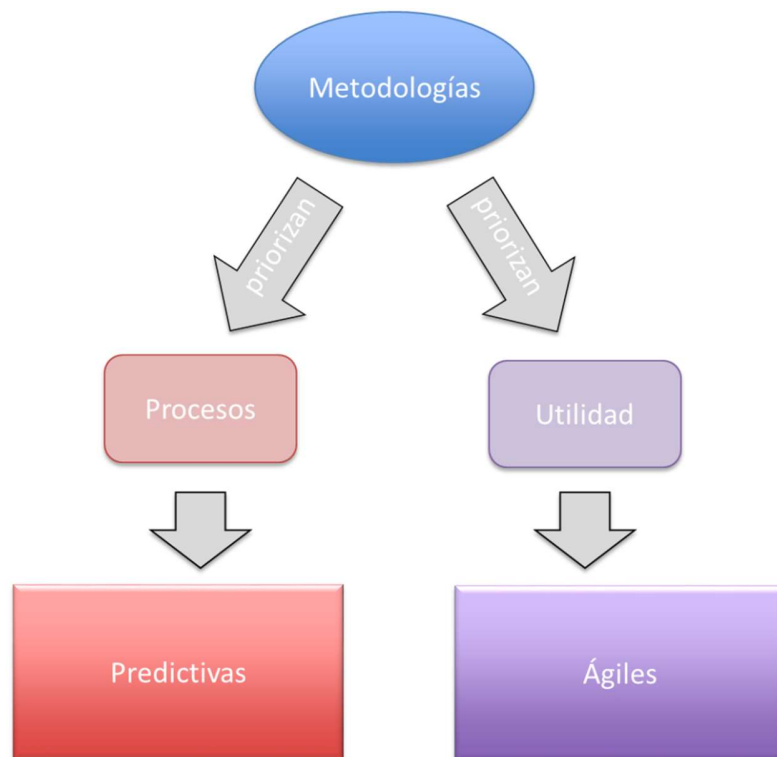 Metodologías
priorizan
priorizan
Procesos
Utilidad
Predictivas
Ágiles